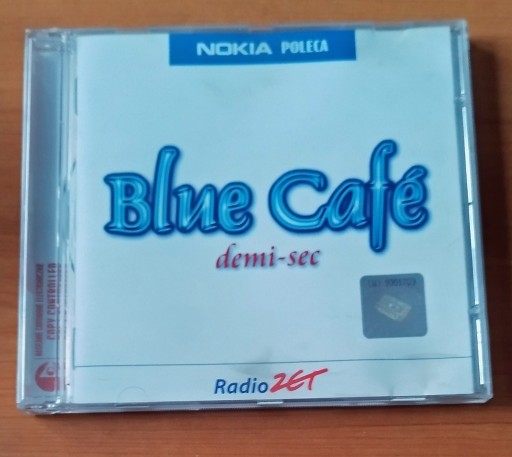 NOKIA POLECA
Blue Café
demi-sec
Radio ZET
COPY CONTROLLED